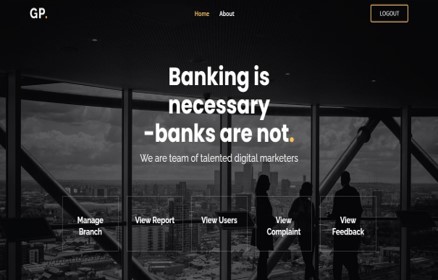 GP.
Home About
LOGOUT
Banking is
necessary
-banks are not.
We are team of talented digital marketers
Manage
Branch
View Report
View Users
View
Complaint
View
Feedback